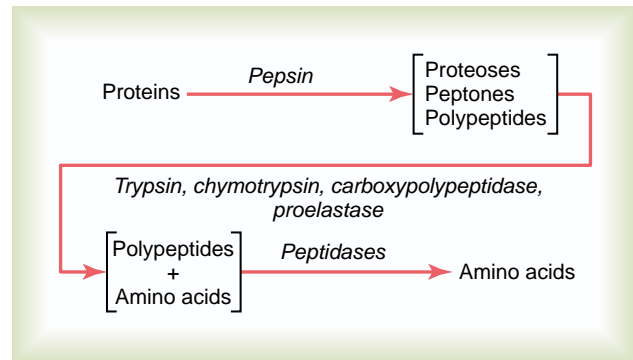 Proteins
Pepsin
Proteoses
Peptones
Polypeptides
Trypsin, chymotrypsin, carboxypolypeptidase,
proelastase
Polypeptides
+
Amino acids
Peptidases
Amino acids